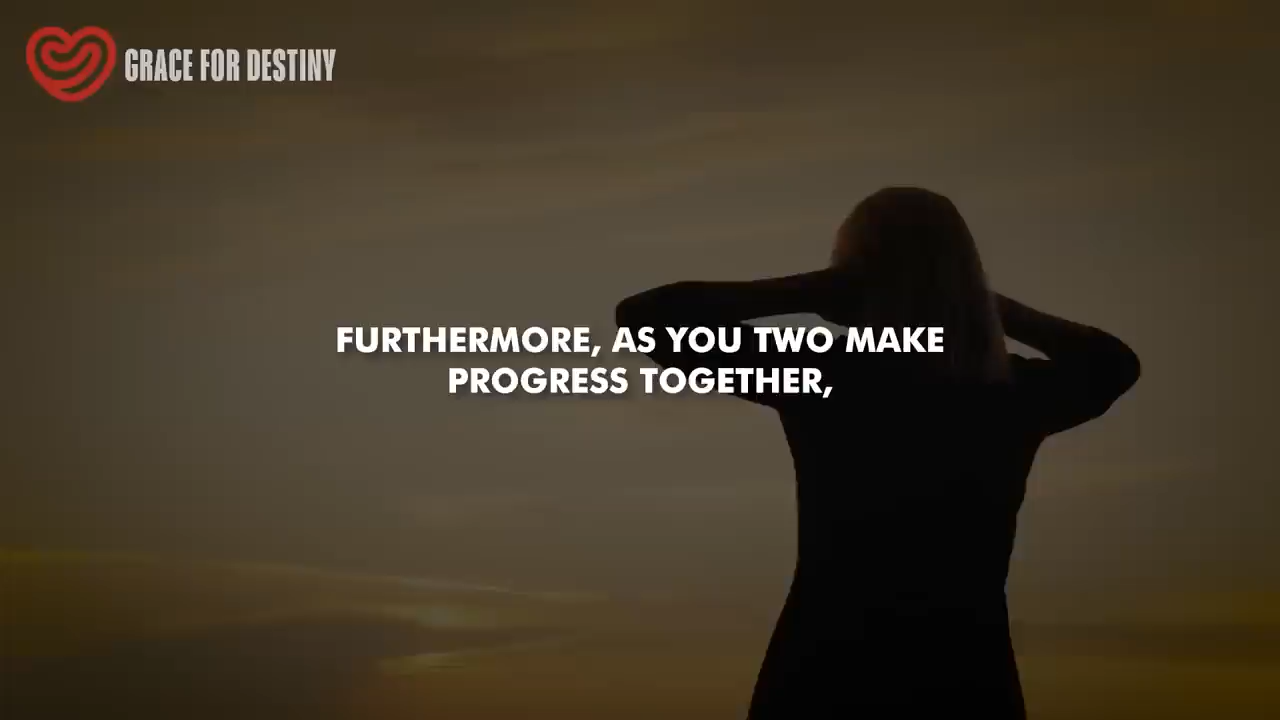 GRACE FOR DESTINY
FURTHERMORE, AS YOU TWO MAKE
PROGRESS TOGETHER,